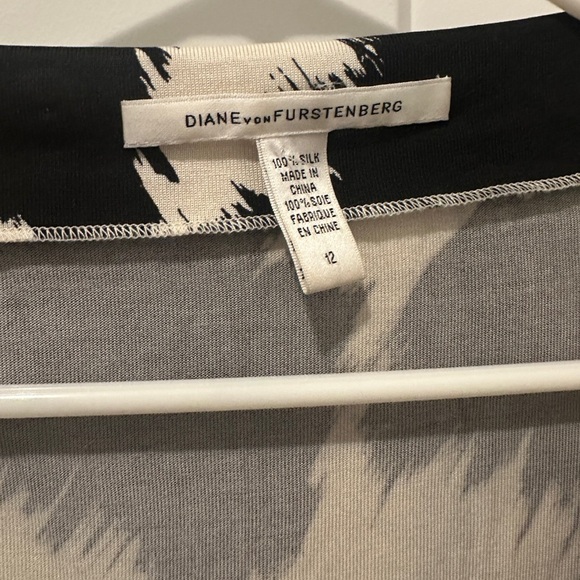 DIANE VON FURSTENBERG
100% SILK
MADE IN
CHINA
100% SOIE
FABRIQUE
EN CHINE
12